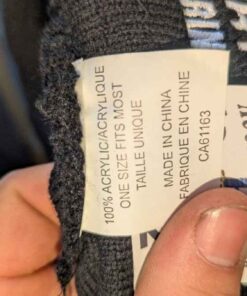 100% ACRYLIC/ACRYLIQUE
ONE SIZE FITS MOST
TAILLE UNIQUE
MADE IN CHINA
FABRIQUE EN CHINE
CA61163